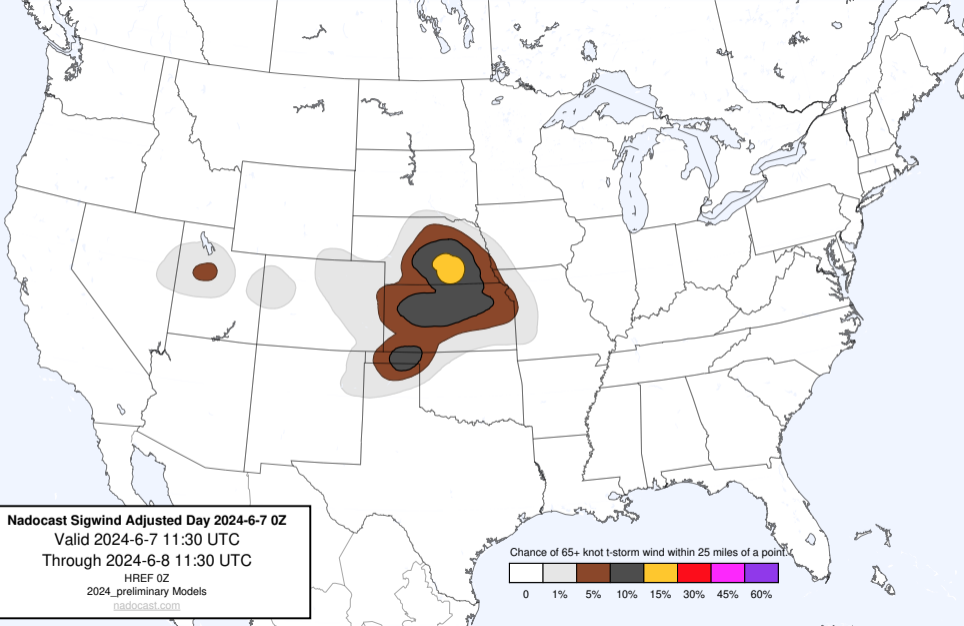 Nadocast Sigwind Adjusted Day 2024-6-7 0Z
Valid 2024-6-7 11:30 UTC
Through 2024-6-8 11:30 UTC
HREF 0Z
2024_preliminary Models
nadocast.com
Chance of 65+ knot t-storm wind within 25 miles of a point.
0 1% 5% 10% 15% 30% 45% 60%